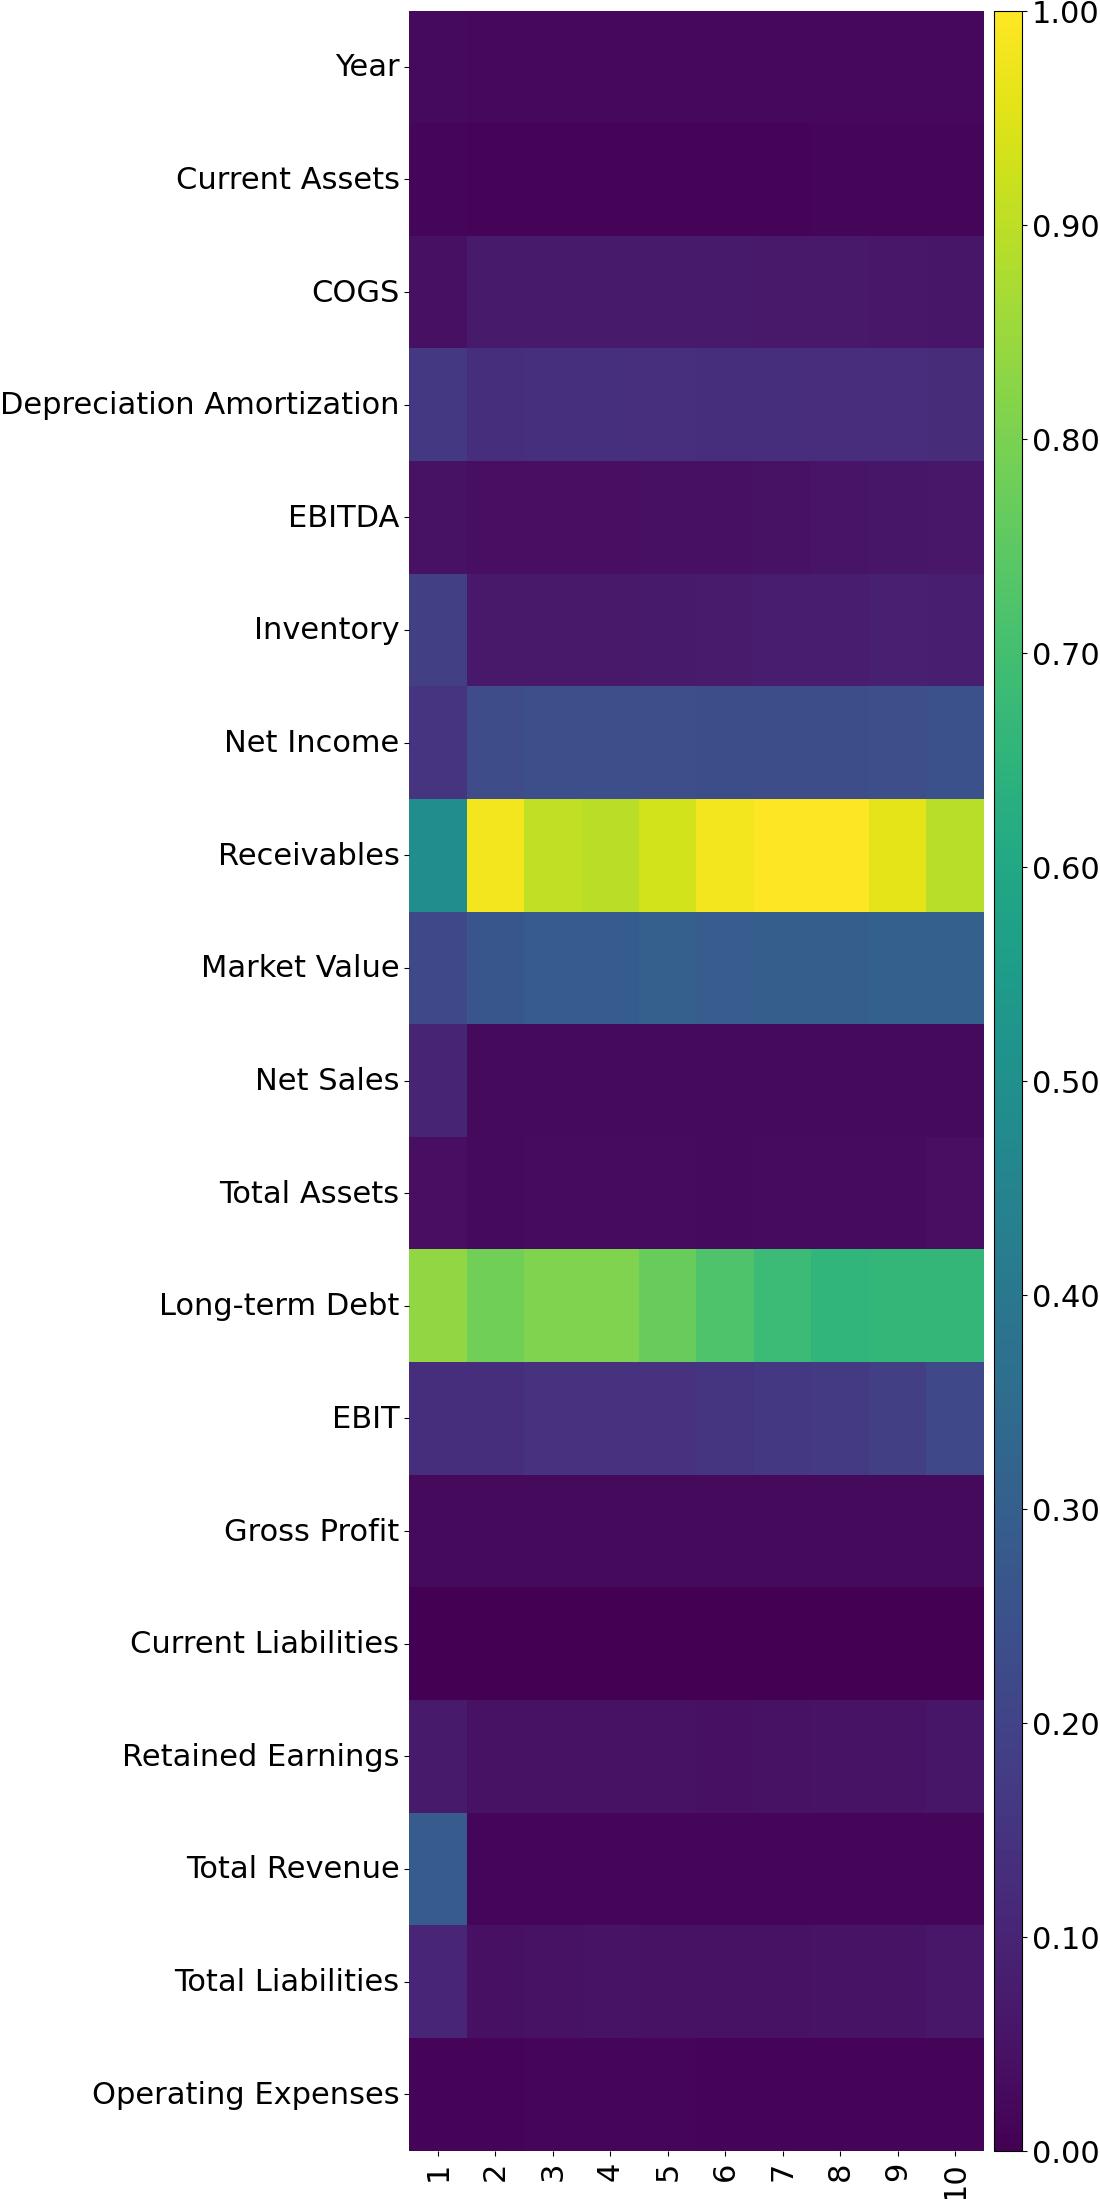 Year
Current Assets
COGS
Depreciation Amortization
EBITDA
Inventory
Net Income
Receivables
Market Value
Net Sales
Total Assets
Long-term Debt
EBIT
Gross Profit
Current Liabilities
Retained Earnings
Total Revenue
Total Liabilities
Operating Expenses
1 2 3 4 5 6 7 8 9 10
1.00
0.90
0.80
0.70
0.60
0.50
0.40
0.30
0.20
0.10
0.00